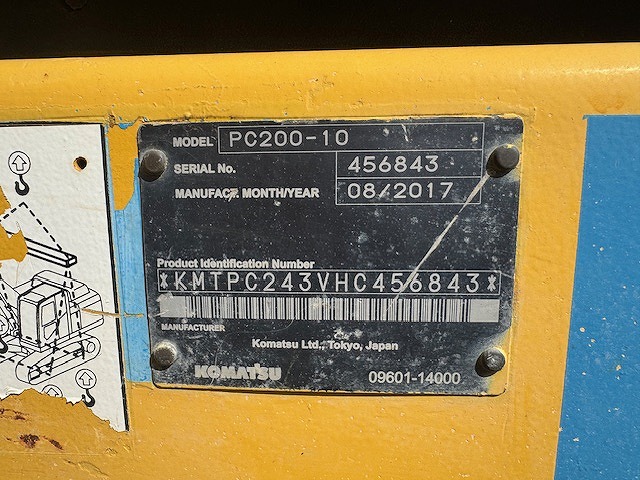 MODEL PC200-10
SERIAL No. 456843
MANUFACT. MONTH/YEAR 08/2017
Product Identification Number
*KMTPC243VHC456843*
MANUFACTURER
Komatsu Ltd., Tokyo, Japan
KOMATSU 09601-14000